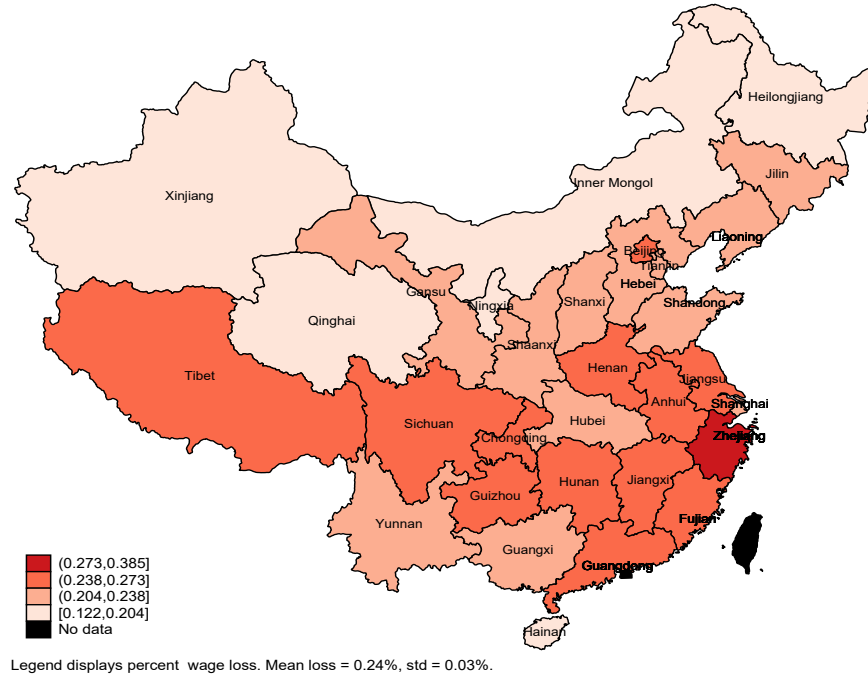 Heilongjiang
Jilin
Inner Mongol
Xinjiang
Liaoning
Beijing
Tianjin
Hebei
Gansu
Ningxia
Shanxi
Shandong
Qinghai
Shaanxi
Henan
Tibet
Jiangsu
Anhui
Shanghai
Sichuan
Hubei
Chongqing
Zhejiang
Hunan
Jiangxi
Guizhou
Fujian
Yunnan
Guangxi
Guangdong
Hainan
(0.273,0.385]
(0.238,0.273]
(0.204,0.238]
[0.122,0.204]
No data
Legend displays percent wage loss. Mean loss = 0.24%, std = 0.03%.